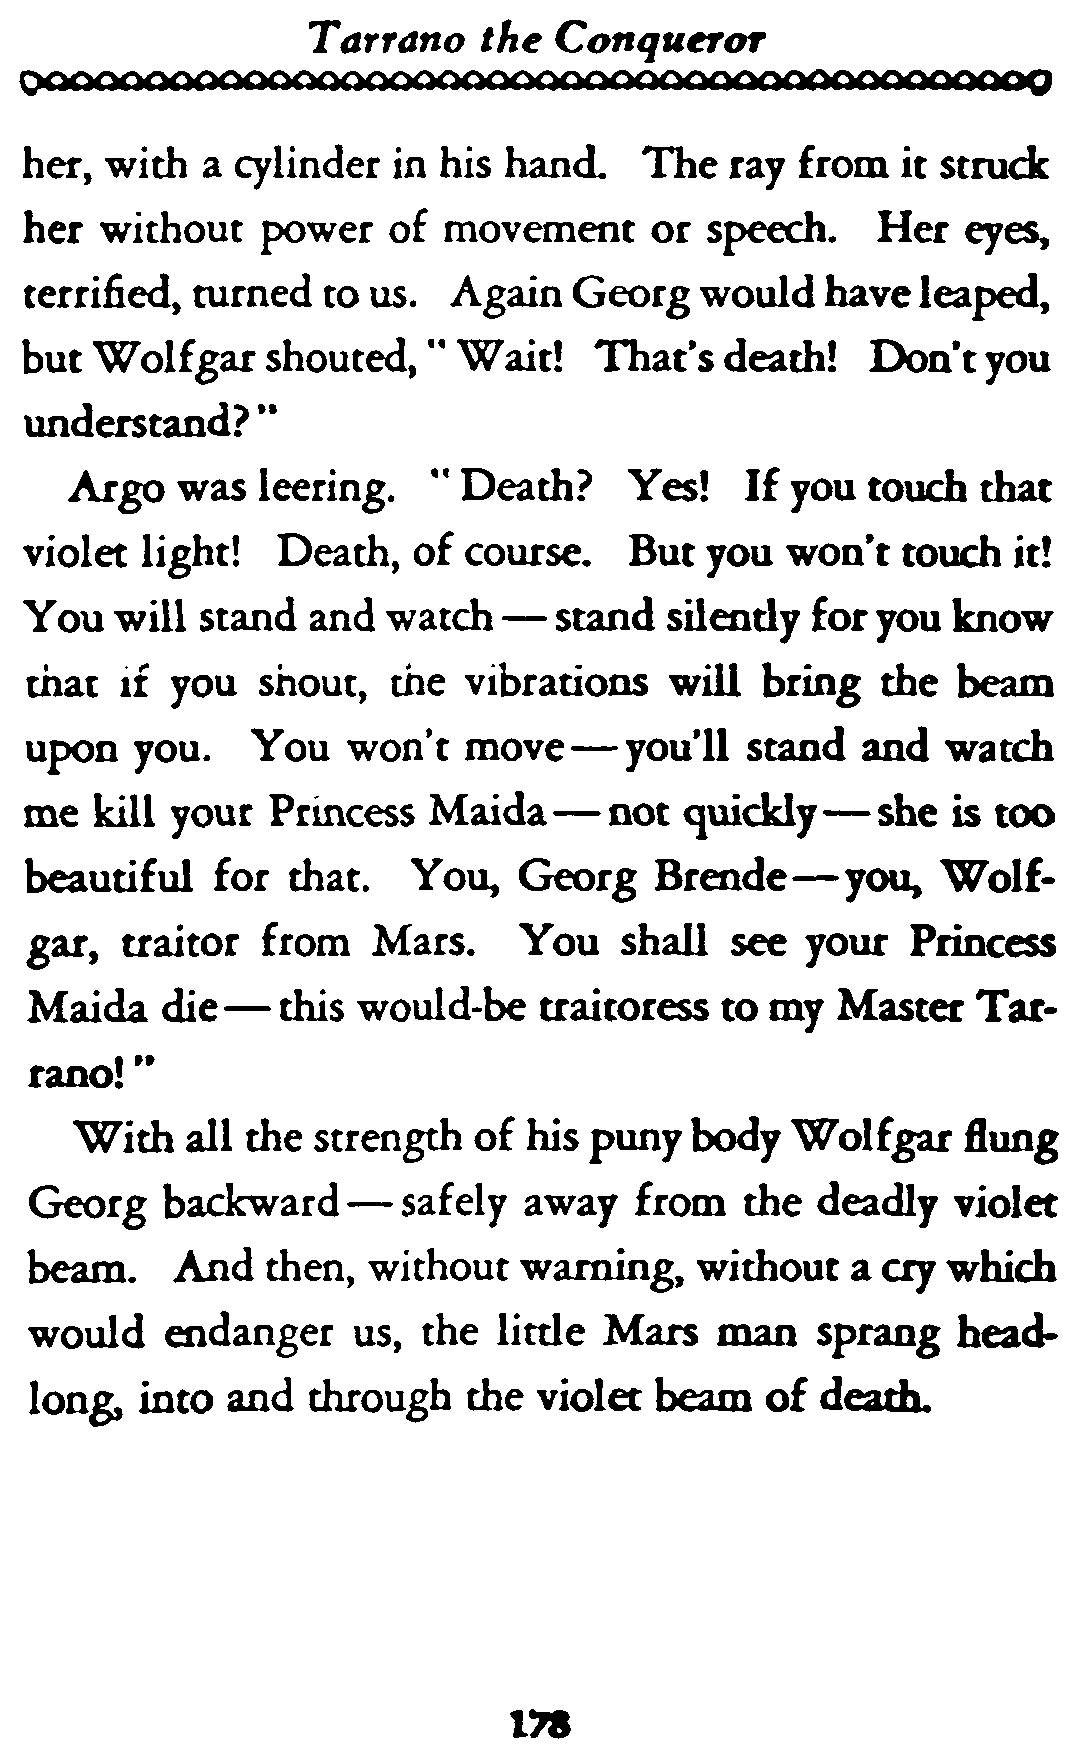 Tarrano the Conqueror
her, with a cylinder in his hand. The ray from it struck
her without power of movement or speech. Her eyes,
terrified, turned to us. Again Georg would have leaped,
but Wolfgar shouted, " Wait! That's death! Don't you
understand? "
Argo was leering. " Death? Yes! If you touch that
violet light! Death, of course. But you won't touch it!
You will stand and watch — stand silently for you know
that if you shout, the vibrations will bring the beam
upon you. You won't move — you'll stand and watch
me kill your Princess Maida — not quickly — she is too
beautiful for that. You, Georg Brende — you, Wolf-
gar, traitor from Mars. You shall see your Princess
Maida die — this would-be traitoress to my Master Tar-
rano! "
With all the strength of his puny body Wolfgar flung
Georg backward — safely away from the deadly violet
beam. And then, without warning, without a cry which
would endanger us, the little Mars man sprang head-
long, into and through the violet beam of death.
178